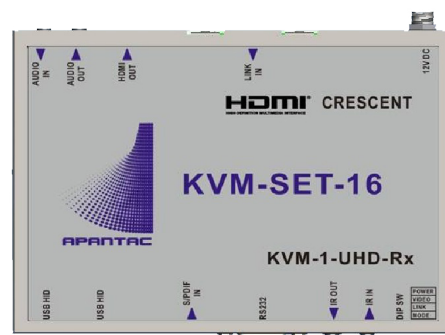 AUDIO IN
AUDIO OUT
HDMI OUT
LINK IN
12V DC
HDMI CRESCENT
HIGH-DEFINITION MULTIMEDIA INTERFACE
KVM-SET-16
APANTAC
KVM-1-UHD-Rx
USB HID
USB HID
S/PDIF IN
RS232
IR OUT
IR IN
DIP SW
POWER
VIDEO
LINK
MODE